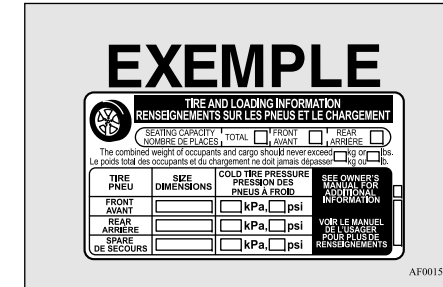 EXEMPLE
TIRE AND LOADING INFORMATION
RENSEIGNEMENTS SUR LES PNEUS ET LE CHARGEMENT
SEATING CAPACITY
NOMBRE DE PLACES
TOTAL
FRONT
AVANT
REAR
ARRIÈRE
The combined weight of occupants and cargo should never exceed kg or lbs.
Le poids total des occupants et du chargement ne doit jamais dépasser kg ou lb.
TIRE
PNEU
SIZE
DIMENSIONS
COLD TIRE PRESSURE
PRESSION DES
PNEUS À FROID
SEE OWNER'S
MANUAL FOR
ADDITIONAL
INFORMATION
FRONT
AVANT
kPa, psi
REAR
ARRIÈRE
kPa, psi
SPARE
DE SECOURS
kPa, psi
VOIR LE MANUEL
DE L'USAGER
POUR PLUS DE
RENSEIGNEMENTS
AF0015